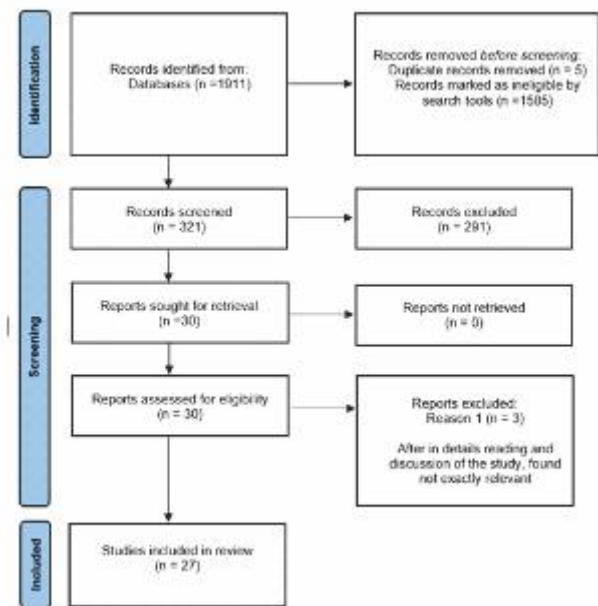 Identification
Records identified from:
Databases (n =1911)
Records removed before screening:
Duplicate records removed (n = 5)
Records marked as ineligible by
search tools (n =1585)
Screening
Records screened
(n = 321)
Records excluded
(n = 291)
Reports sought for retrieval
(n =30)
Reports not retrieved
(n = 0)
Reports assessed for eligibility
(n = 30)
Reports excluded:
Reason 1 (n = 3)
After in details reading and
discussion of the study, found
not exactly relevant
Included
Studies included in review
(n = 27)